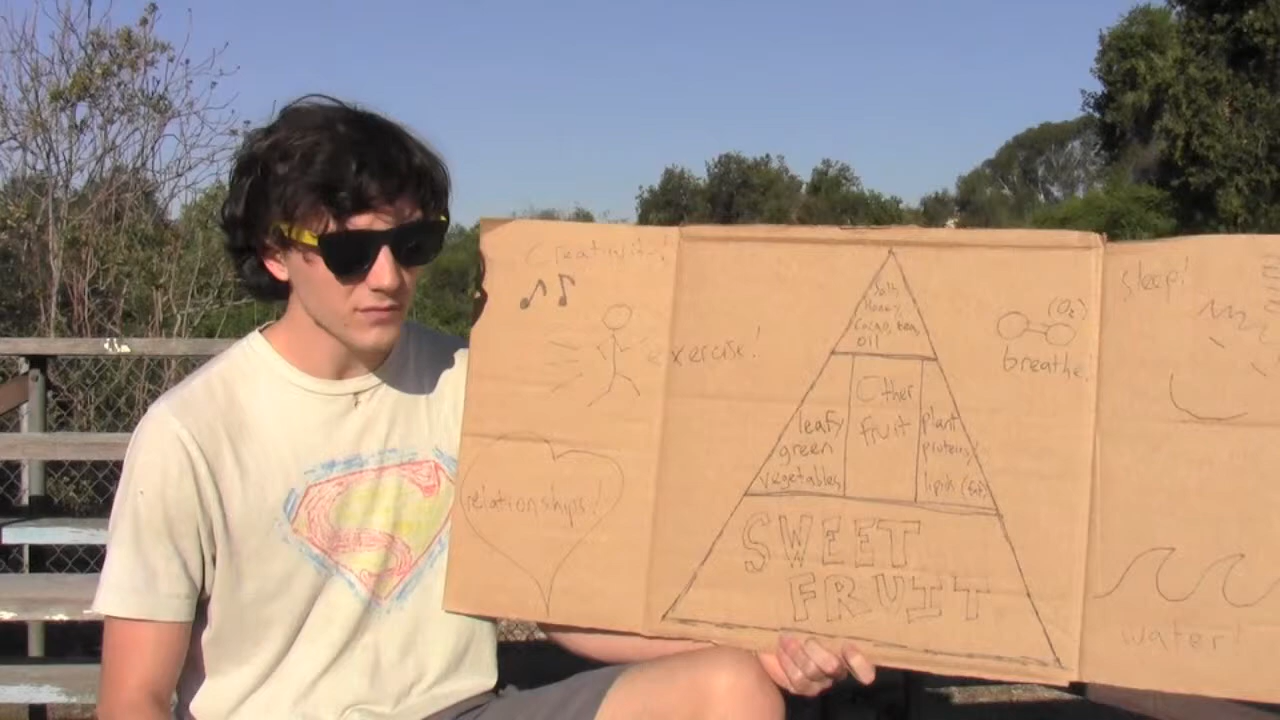 Creativity!
exercise!
relationships!
Salt,
Honey,
Cacao, tea,
oil
Other
fruit
leafy
green
vegetables
plant
proteins/
lipids (fat)
SWEET
FRUIT
(O₂)
breathe
sleep!
water!